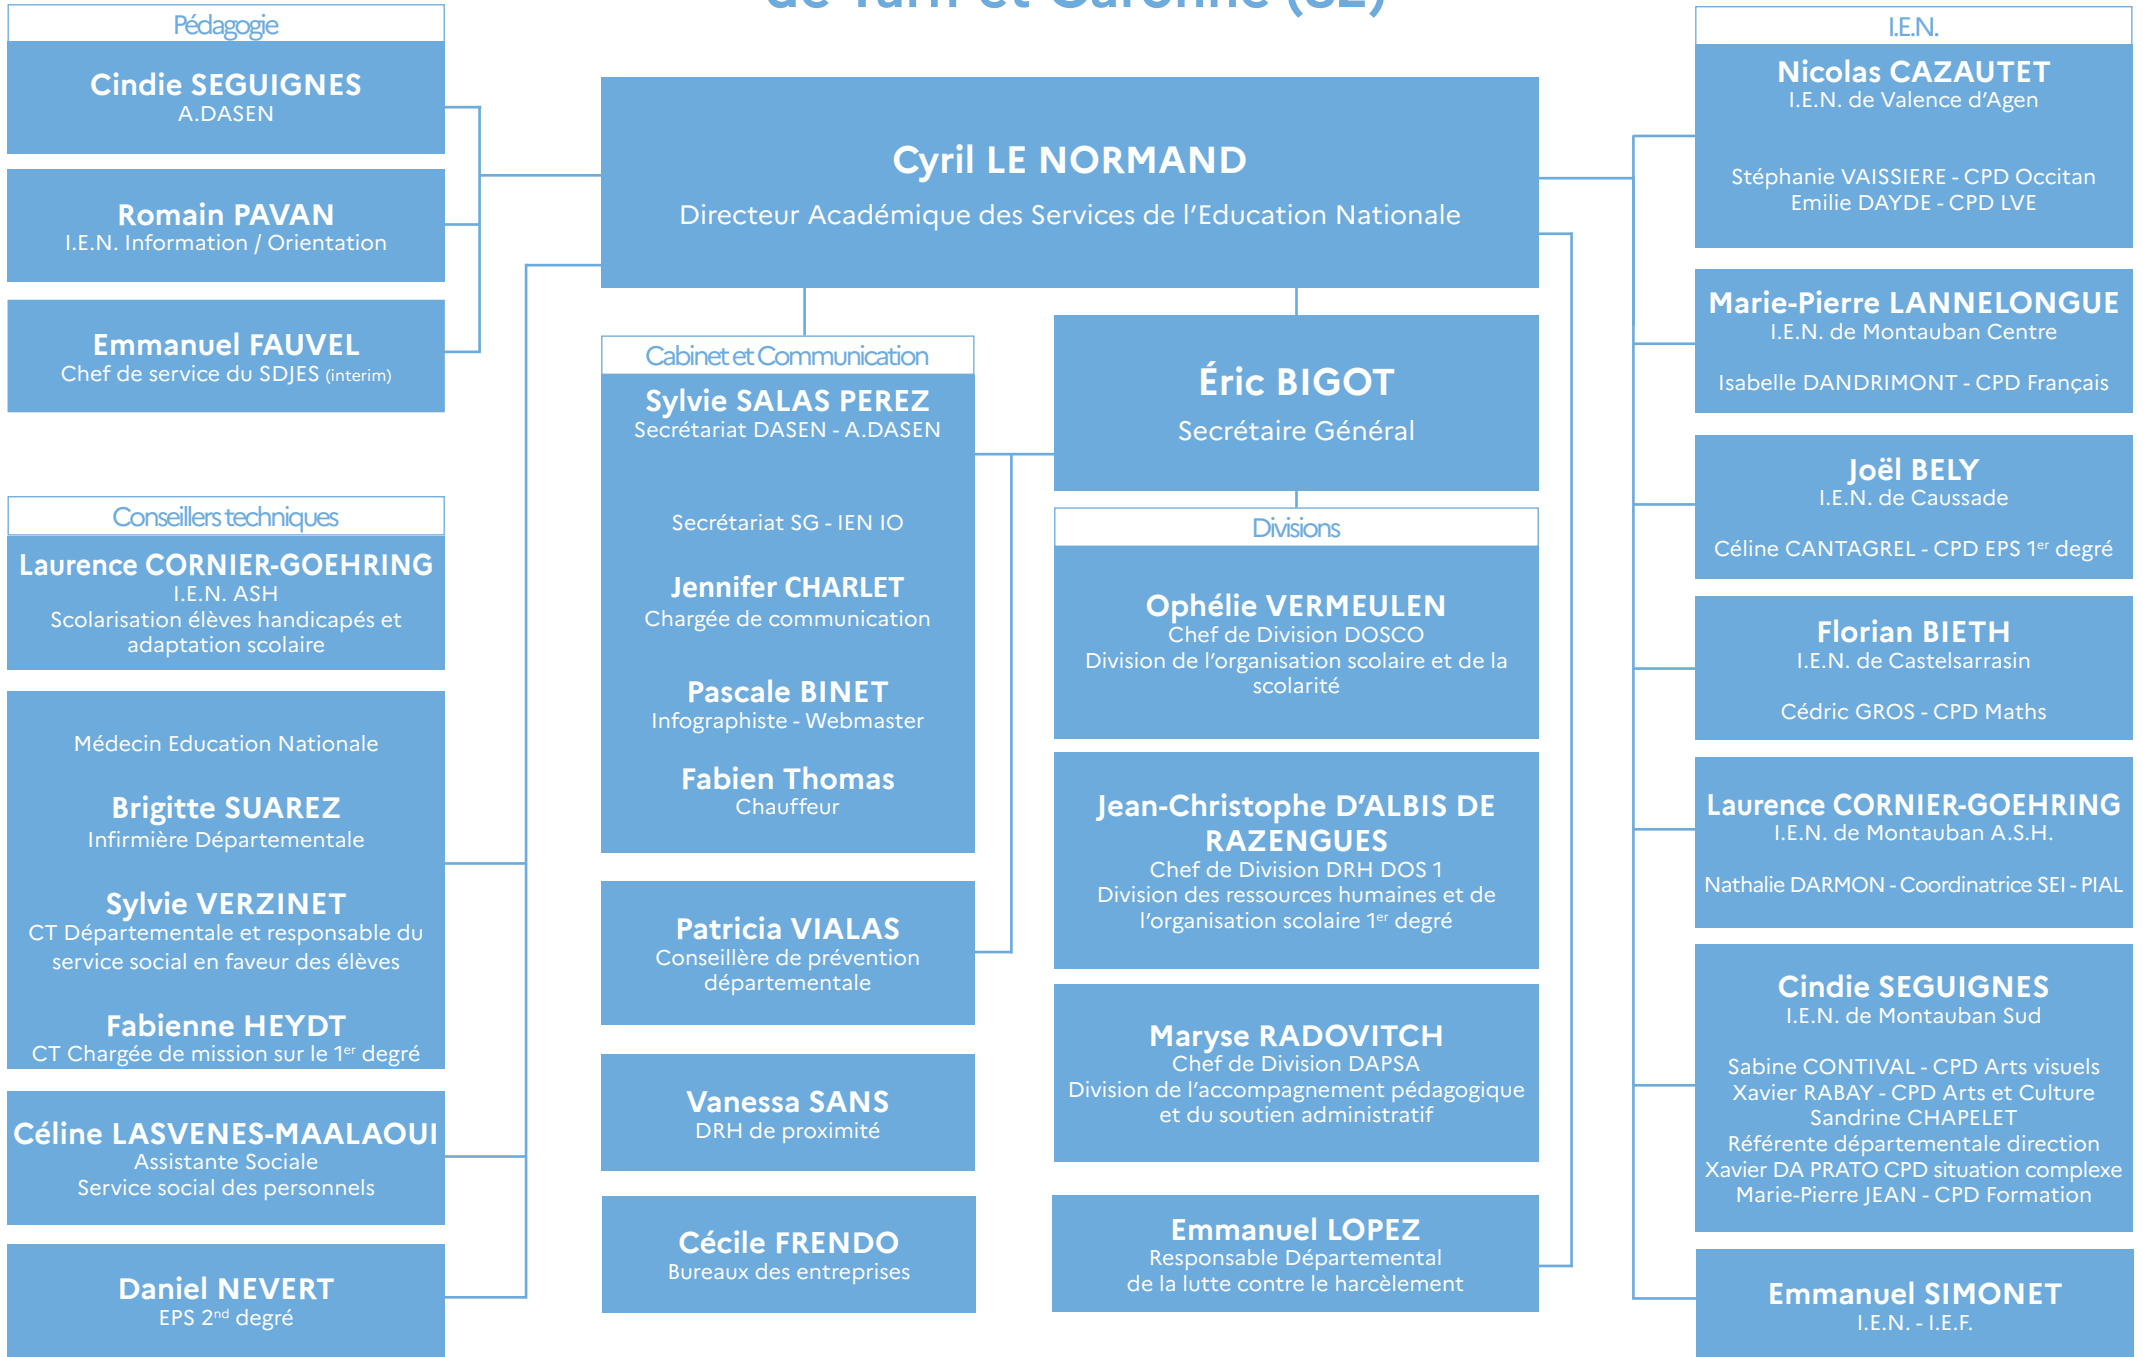 de Tarn et Garonne (82)
Pédagogie
Cindie SEGUIGNES
A.DASEN
Romain PAVAN
I.E.N. Information / Orientation
Emmanuel FAUVEL
Chef de service du SDJES (interim)
Conseillers techniques
Laurence CORNIER-GOEHRING
I.E.N. ASH
Scolarisation élèves handicapés et
adaptation scolaire
Médecin Education Nationale
Brigitte SUAREZ
Infirmière Départementale
Sylvie VERZINET
CT Départementale et responsable du
service social en faveur des élèves
Fabienne HEYDT
CT Chargée de mission sur le 1er degré
Céline LASVENES-MAALAOUI
Assistante Sociale
Service social des personnels
Daniel NEVERT
EPS 2nd degré
Cyril LE NORMAND
Directeur Académique des Services de l'Education Nationale
Cabinet et Communication
Sylvie SALAS PEREZ
Secrétariat DASEN - A.DASEN
Secrétariat SG - IEN IO
Jennifer CHARLET
Chargée de communication
Pascale BINET
Infographiste - Webmaster
Fabien Thomas
Chauffeur
Patricia VIALAS
Conseillère de prévention
départementale
Vanessa SANS
DRH de proximité
Cécile FRENDO
Bureaux des entreprises
Éric BIGOT
Secrétaire Général
Divisions
Ophélie VERMEULEN
Chef de Division DOSCO
Division de l'organisation scolaire et de la
scolarité
Jean-Christophe D'ALBIS DE
RAZENGUES
Chef de Division DRH DOS 1
Division des ressources humaines et de
l'organisation scolaire 1er degré
Maryse RADOVITCH
Chef de Division DAPSA
Division de l'accompagnement pédagogique
et du soutien administratif
Emmanuel LOPEZ
Responsable Départemental
de la lutte contre le harcèlement
I.E.N.
Nicolas CAZAUTET
I.E.N. de Valence d'Agen
Stéphanie VAISSIERE - CPD Occitan
Emilie DAYDE - CPD LVE
Marie-Pierre LANNELONGUE
I.E.N. de Montauban Centre
Isabelle DANDRIMONT - CPD Français
Joël BELY
I.E.N. de Caussade
Céline CANTAGREL - CPD EPS 1er degré
Florian BIETH
I.E.N. de Castelsarrasin
Cédric GROS - CPD Maths
Laurence CORNIER-GOEHRING
I.E.N. de Montauban A.S.H.
Nathalie DARMON - Coordinatrice SEI - PIAL
Cindie SEGUIGNES
I.E.N. de Montauban Sud
Sabine CONTIVAL - CPD Arts visuels
Xavier RABAY - CPD Arts et Culture
Sandrine CHAPELET
Référente départementale direction
Xavier DA PRATO CPD situation complexe
Marie-Pierre JEAN - CPD Formation
Emmanuel SIMONET
I.E.N. - I.E.F.